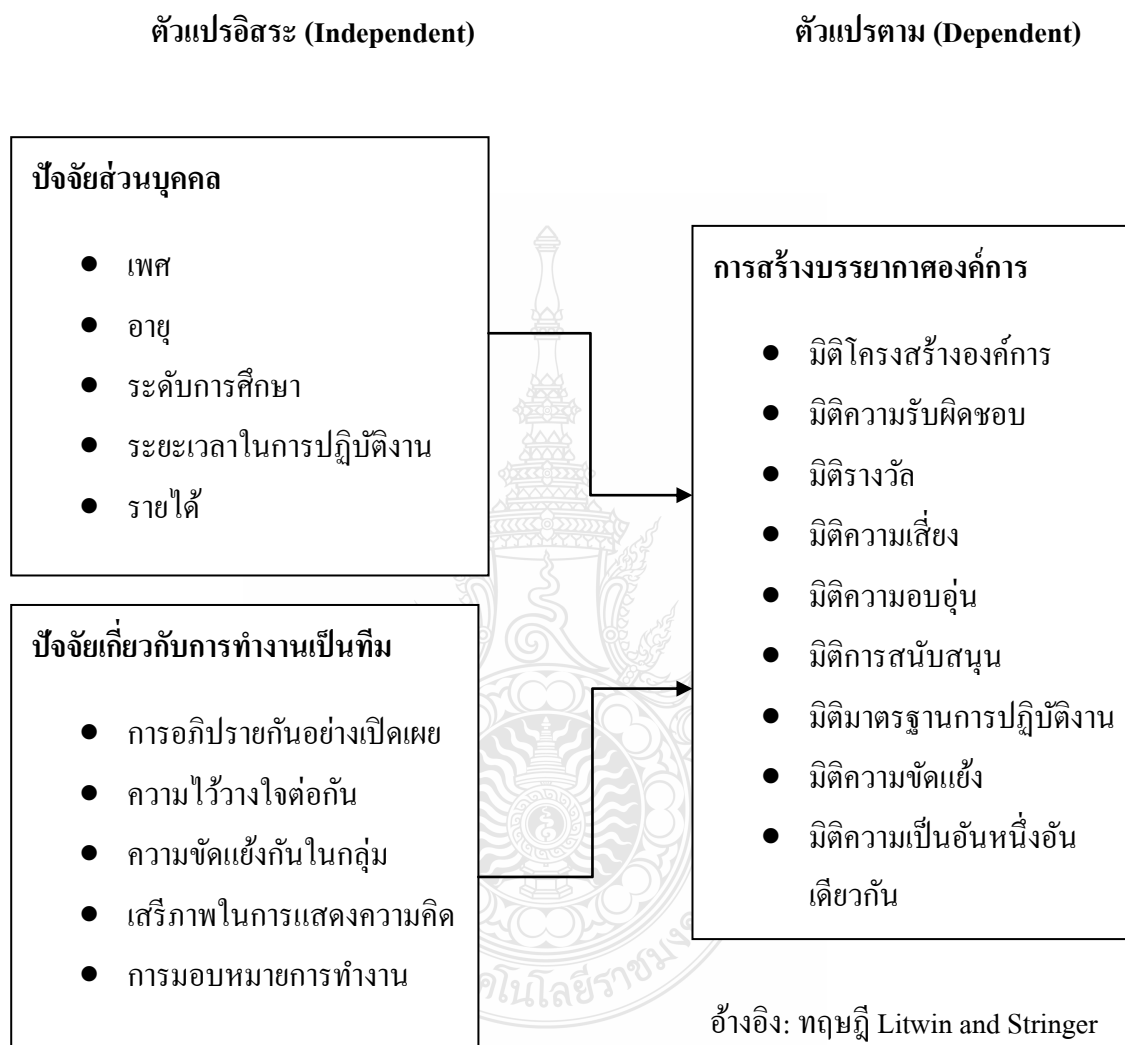 ตัวแปรอิสระ (Independent)
ตัวแปรตาม (Dependent)
ปัจจัยส่วนบุคคล
● เพศ
● อายุ
● ระดับการศึกษา
● ระยะเวลาในการปฏิบัติงาน
● รายได้
ปัจจัยเกี่ยวกับการทำงานเป็นทีม
● การอภิปรายกันอย่างเปิดเผย
● ความไว้วางใจต่อกัน
● ความขัดแย้งกันในกลุ่ม
● เสรีภาพในการแสดงความคิด
● การมอบหมายการทำงาน
การสร้างบรรยากาศองค์การ
● มิติโครงสร้างองค์การ
● มิติความรับผิดชอบ
● มิติรางวัล
● มิติความเสี่ยง
● มิติความอบอุ่น
● มิติการสนับสนุน
● มิติมาตรฐานการปฏิบัติงาน
● มิติความขัดแย้ง
● มิติความเป็นอันหนึ่งอัน
เดียวกัน
อ้างอิง: ทฤษฎี Litwin and Stringer